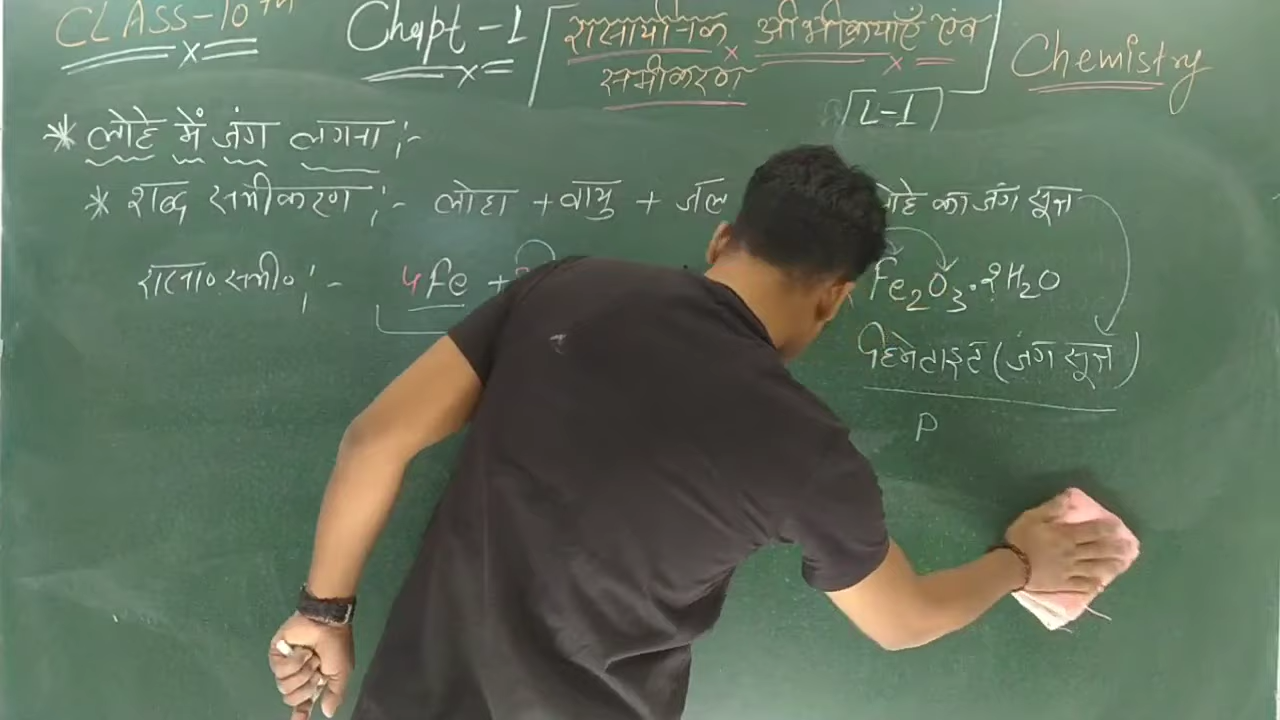 CLASS-10th Chapt-1 रासायनिक अभीक्रियाएँ एवं Chemistry
समीकरण
L-1
* लोहे में जंग लगना :-
* शब्द समीकरण :- लोहा + वायु + जल का जंग सूत्र
रासा० समी० :- 4Fe + Fe2O3.2H2O
हिमेटाइट (जंग सूत्र)
P